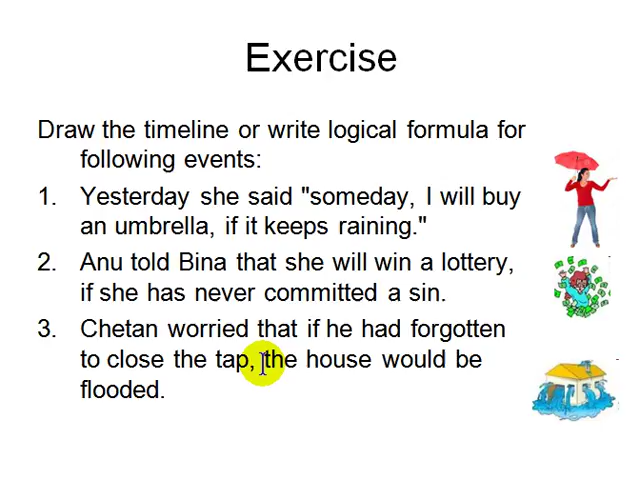 Exercise
Draw the timeline or write logical formula for
following events:
1. Yesterday she said "someday, I will buy
an umbrella, if it keeps raining."
2. Anu told Bina that she will win a lottery,
if she has never committed a sin.
3. Chetan worried that if he had forgotten
to close the tap, the house would be
flooded.